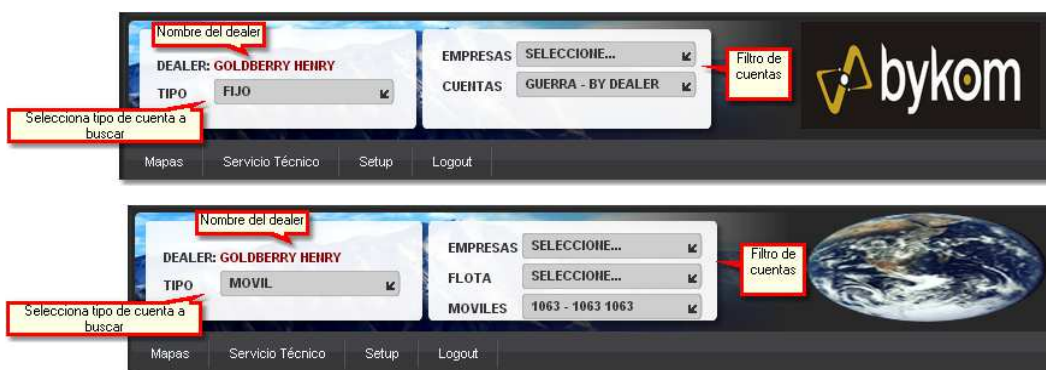 Nombre del dealer
DEALER: GOLDBERRY HENRY
TIPO FIJO
Selecciona tipo de cuenta a
buscar
EMPRESAS SELECCIONE...
CUENTAS GUERRA - BY DEALER
Filtro de
cuentas
bykom
Mapas Servicio Técnico Setup Logout
Nombre del dealer
DEALER: GOLDBERRY HENRY
TIPO MOVIL
Selecciona tipo de cuenta a
buscar
EMPRESAS SELECCIONE...
FLOTA SELECCIONE...
MOVILES 1063 - 1063 1063
Filtro de
cuentas
Mapas Servicio Técnico Setup Logout